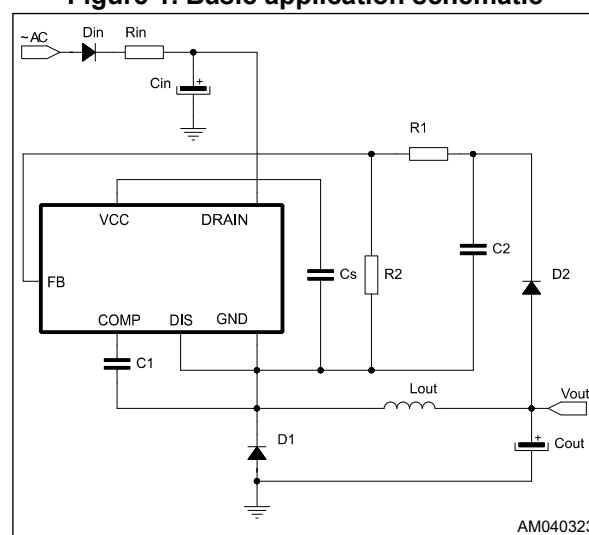 Figure 1. Basic application schematic
~AC
Din
Rin
Cin
+
R1
VCC
DRAIN
Cs
R2
C2
D2
FB
COMP
DIS
GND
C1
Lout
Vout
D1
+
Cout
AM040323